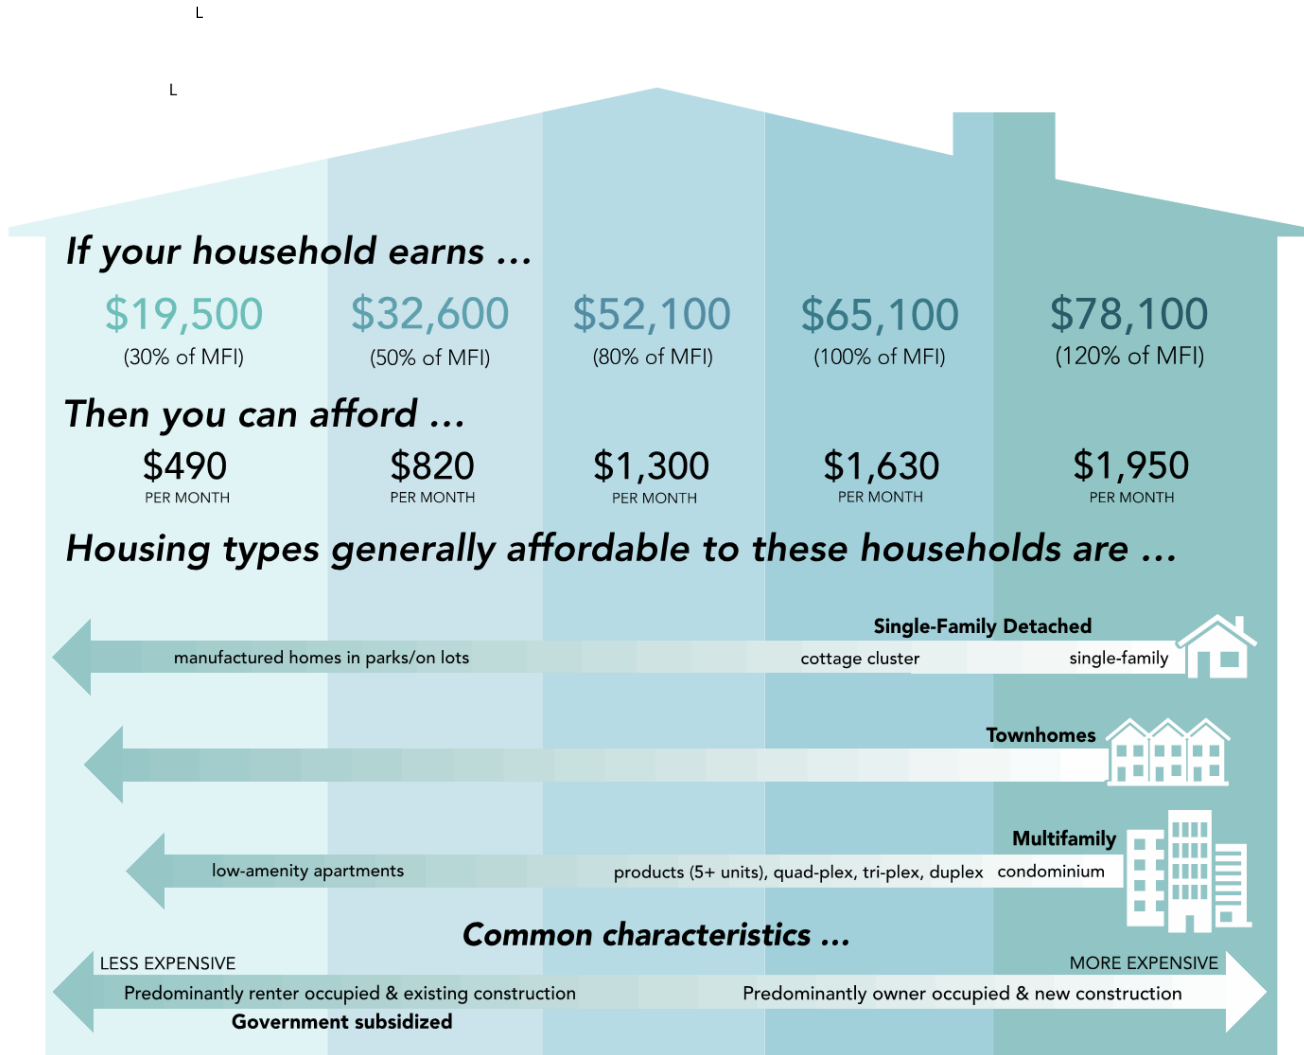 L
L
If your household earns ...
$19,500 $32,600 $52,100 $65,100 $78,100
(30% of MFI) (50% of MFI) (80% of MFI) (100% of MFI) (120% of MFI)
Then you can afford ...
$490 $820 $1,300 $1,630 $1,950
PER MONTH PER MONTH PER MONTH PER MONTH PER MONTH
Housing types generally affordable to these households are ...
Single-Family Detached
manufactured homes in parks/on lots cottage cluster single-family
Townhomes
Multifamily
low-amenity apartments products (5+ units), quad-plex, tri-plex, duplex condominium
Common characteristics ...
LESS EXPENSIVE MORE EXPENSIVE
Predominantly renter occupied & existing construction Predominantly owner occupied & new construction
Government subsidized